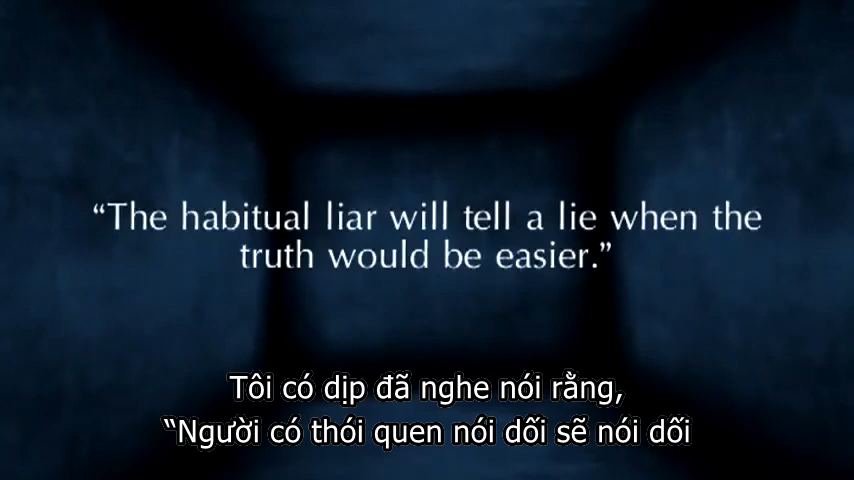 “The habitual liar will tell a lie when the
truth would be easier.”
Tôi có dịp đã nghe nói rằng,
“Người có thói quen nói dối sẽ nói dối